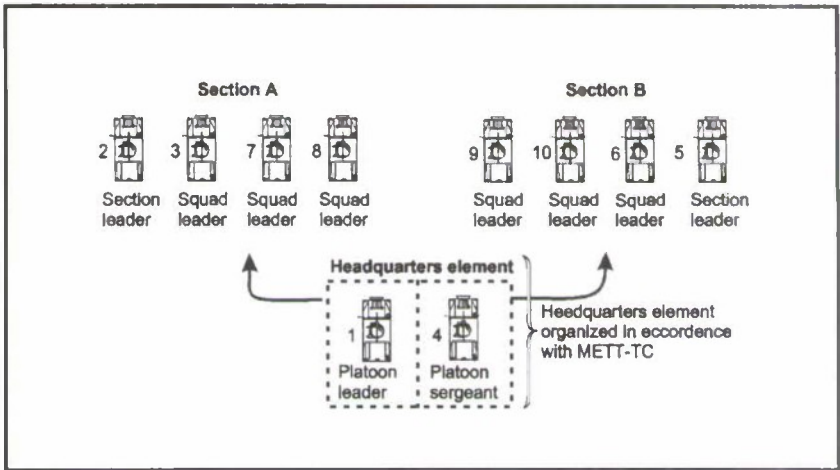 Section A
Section B
2 3 7 8 9 10 6 5
Section leader Squad leader Squad leader Squad leader Squad leader Squad leader Squad leader Section leader
Headquarters element
1 4
Platoon leader Platoon sergeant
Heedquarters element
organized in eccordence
with METT-TC